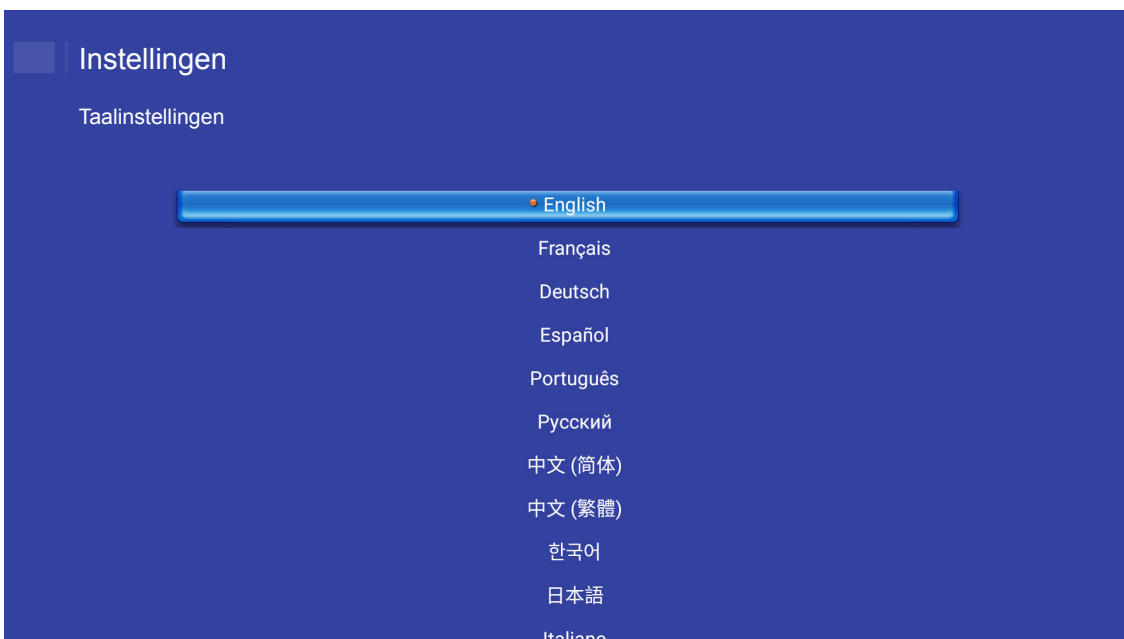 Instellingen
Taalinstellingen
English
Français
Deutsch
Español
Português
Русский
中文 (简体)
中文 (繁體)
한국어
日本語
Italiano